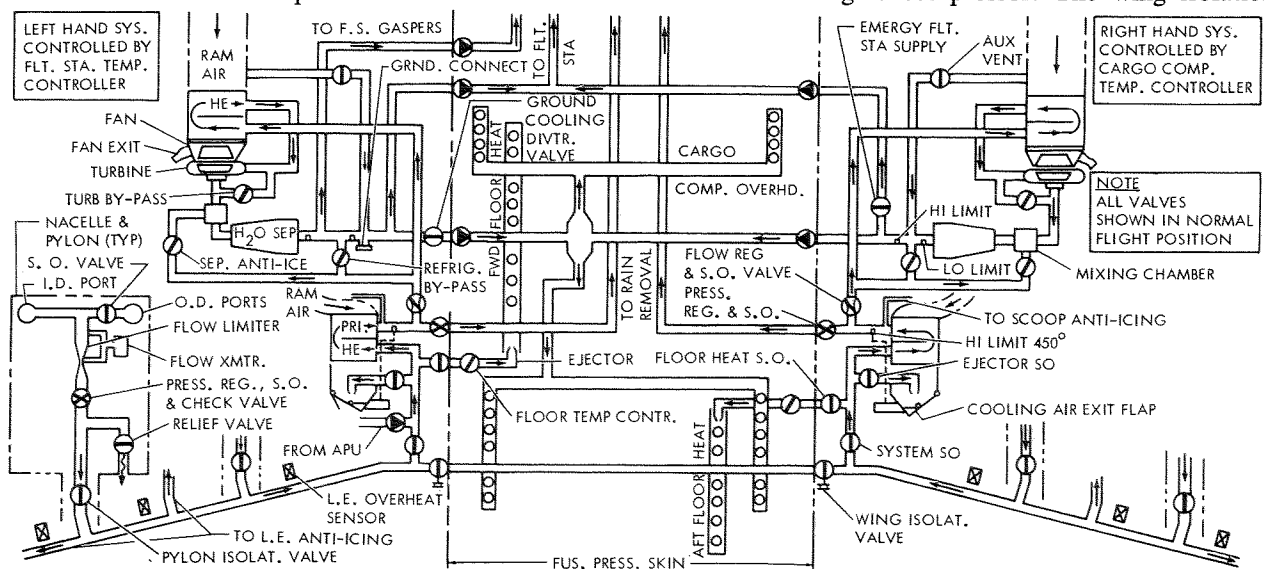 LEFT HAND SYS.
CONTROLLED BY
FLT. STA. TEMP.
CONTROLLER
RAM
AIR
HE
FAN
FAN EXIT
TURBINE
TURB BY-PASS
NACELLE &
PYLON (TYP)
S. O. VALVE
I.D. PORT
H2O SEP
SEP. ANTI-ICE
O.D. PORTS
FLOW LIMITER
FLOW XMTR.
PRESS. REG., S.O.
& CHECK VALVE
RELIEF VALVE
TO L.E. ANTI-ICING
PYLON ISOLAT. VALVE
TO F.S. GASPERS
GRND. CONNECT
GROUND
COOLING
DIVTR.
VALVE
REFRIG.
BY-PASS
RAM
AIR
PRI
HE
FROM APU
L.E. OVERHEAT
SENSOR
TO FLT.
STA
FWD FLOOR HEAT
CARGO
COMP. OVERHD.
TO RAIN
REMOVAL
EJECTOR
FLOOR TEMP CONTR.
AFT FLOOR HEAT
FUS. PRESS. SKIN
FLOW REG
& S.O. VALVE
PRESS.
REG. & S.O.
FLOOR HEAT S.O.
EMERGY FLT.
STA SUPPLY
AUX
VENT
RIGHT HAND SYS.
CONTROLLED BY
CARGO COMP.
TEMP. CONTROLLER
NOTE
ALL VALVES
SHOWN IN NORMAL
FLIGHT POSITION
HI LIMIT
LO LIMIT
MIXING CHAMBER
TO SCOOP ANTI-ICING
HI LIMIT 450°
EJECTOR SO
COOLING AIR EXIT FLAP
SYSTEM SO
WING ISOLAT.
VALVE